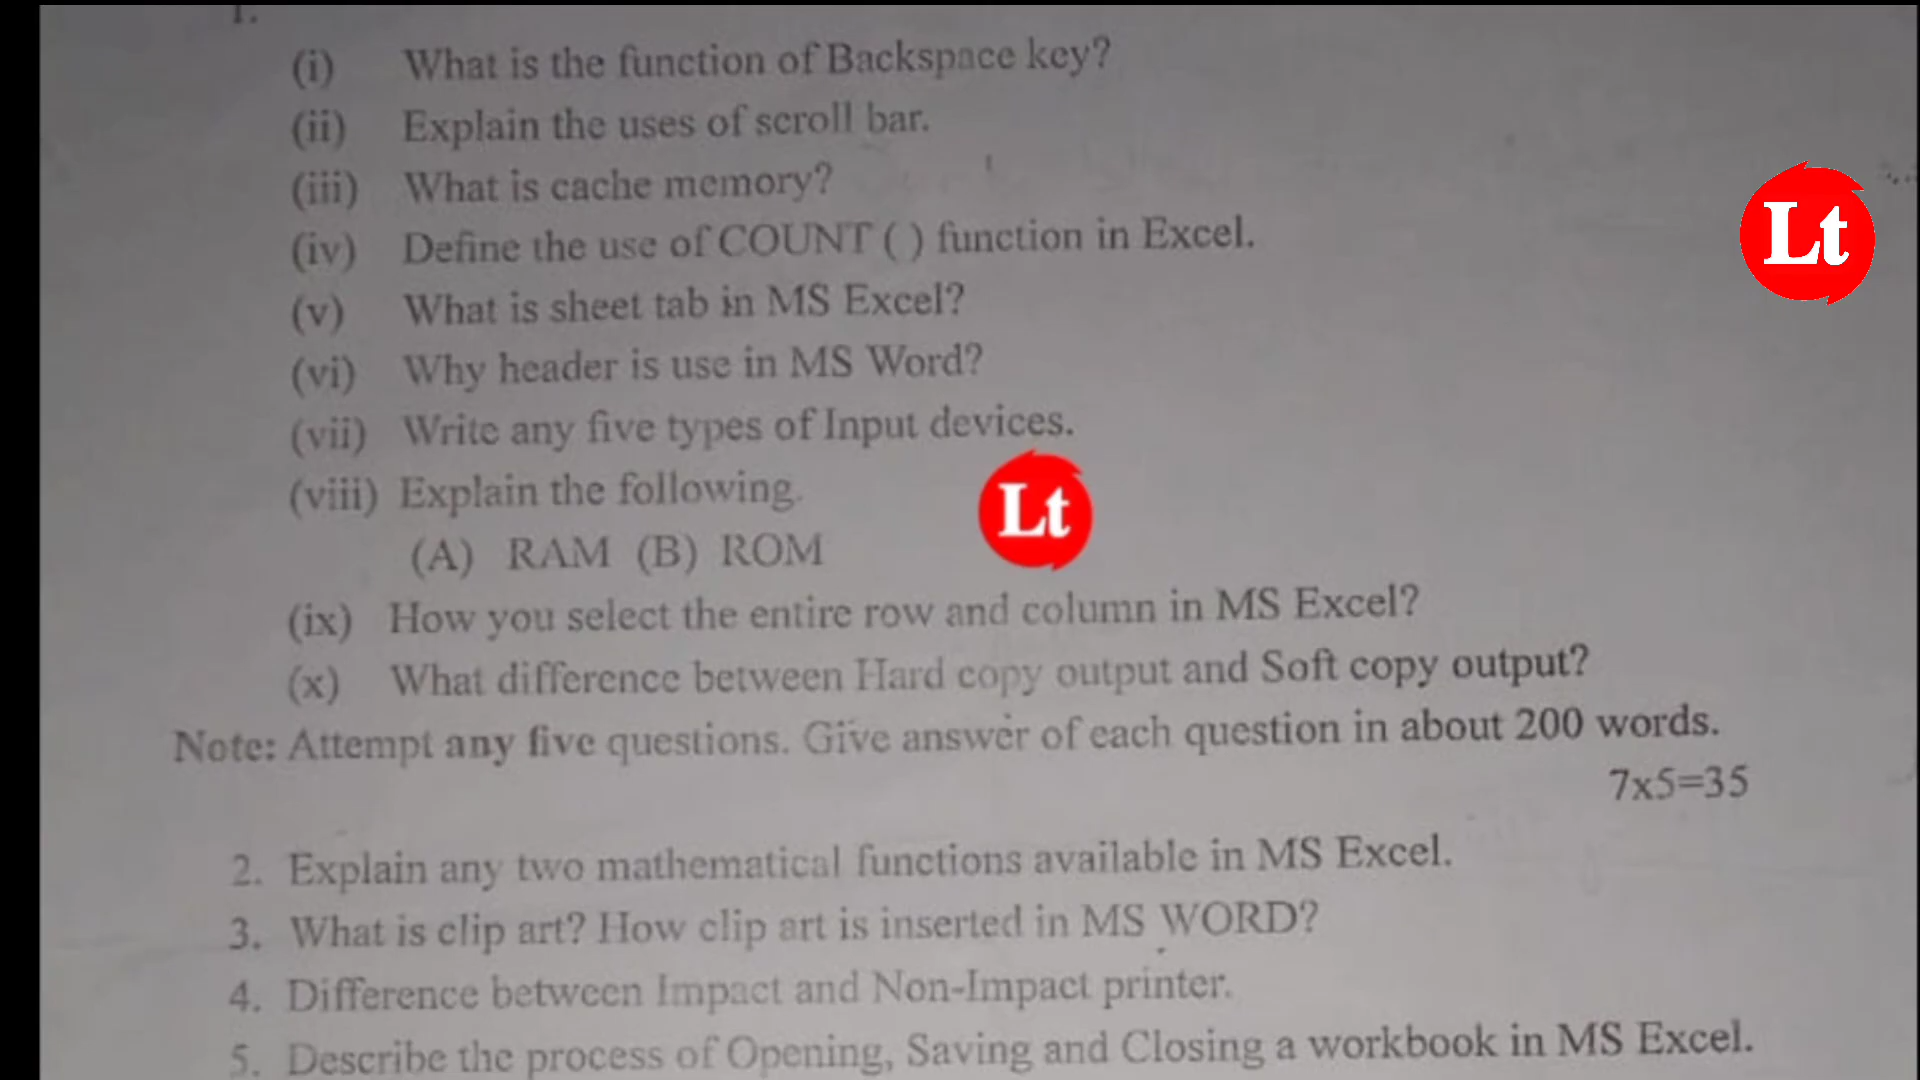 1.
(i) What is the function of Backspace key?
(ii) Explain the uses of scroll bar.
(iii) What is cache memory?
(iv) Define the use of COUNT ( ) function in Excel.
(v) What is sheet tab in MS Excel?
(vi) Why header is use in MS Word?
(vii) Write any five types of Input devices.
(viii) Explain the following.
(A) RAM (B) ROM
(ix) How you select the entire row and column in MS Excel?
(x) What difference between Hard copy output and Soft copy output?
Note: Attempt any five questions. Give answer of each question in about 200 words.
7x5=35
2. Explain any two mathematical functions available in MS Excel.
3. What is clip art? How clip art is inserted in MS WORD?
4. Difference between Impact and Non-Impact printer.
5. Describe the process of Opening, Saving and Closing a workbook in MS Excel.
Lt
Lt